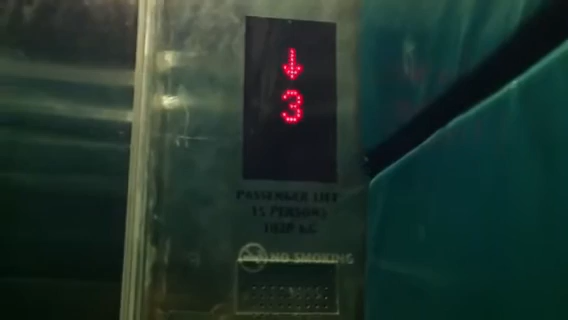 ↓
3
PASSENGER LIFT
15 PERSONS
1020 KG
NO SMOKING